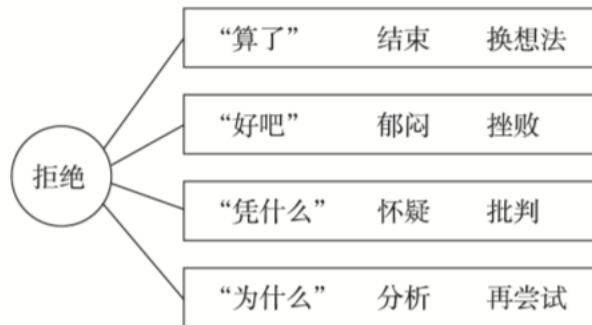 “算了” 结束 换想法
“好吧” 郁闷 挫败
拒绝
“凭什么” 怀疑 批判
“为什么” 分析 再尝试